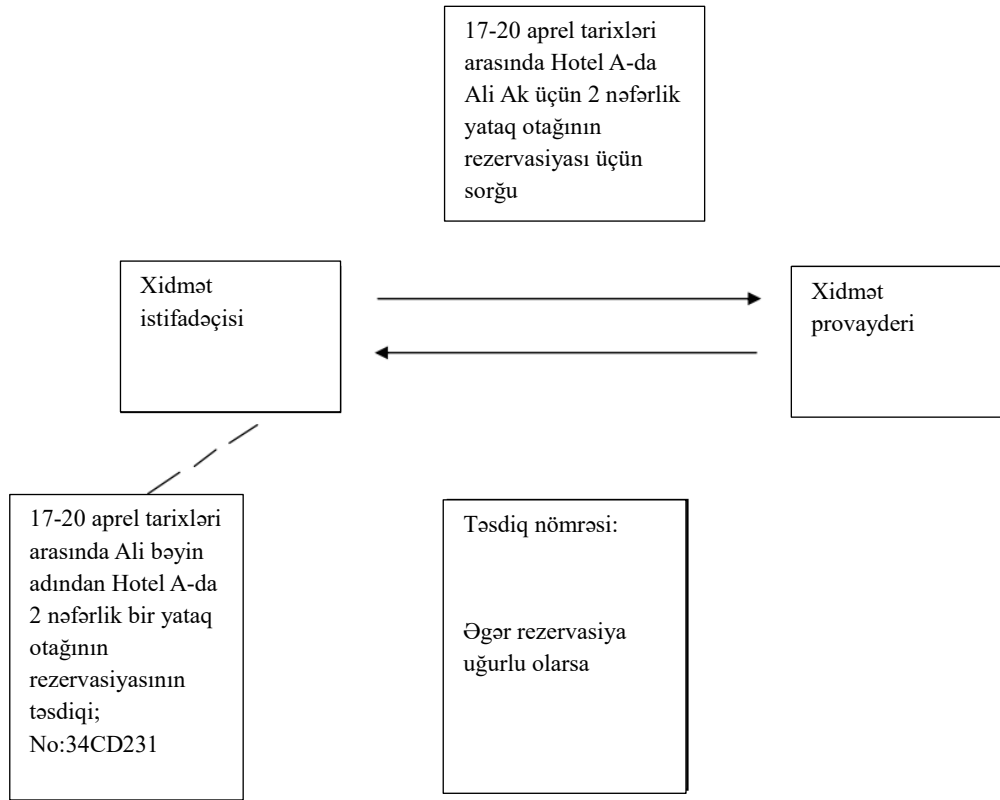 17-20 aprel tarixləri
arasında Hotel A-da
Ali Ak üçün 2 nəfərlik
yataq otağının
rezervasiyası üçün
sorğu
Xidmət
istifadəçisi
Xidmət
provayderi
17-20 aprel tarixləri
arasında Ali bəyin
adından Hotel A-da
2 nəfərlik bir yataq
otağının
rezervasiyasının
təsdiqi;
No:34CD231
Təsdiq nömrəsi:
Əgər rezervasiya
uğurlu olarsa